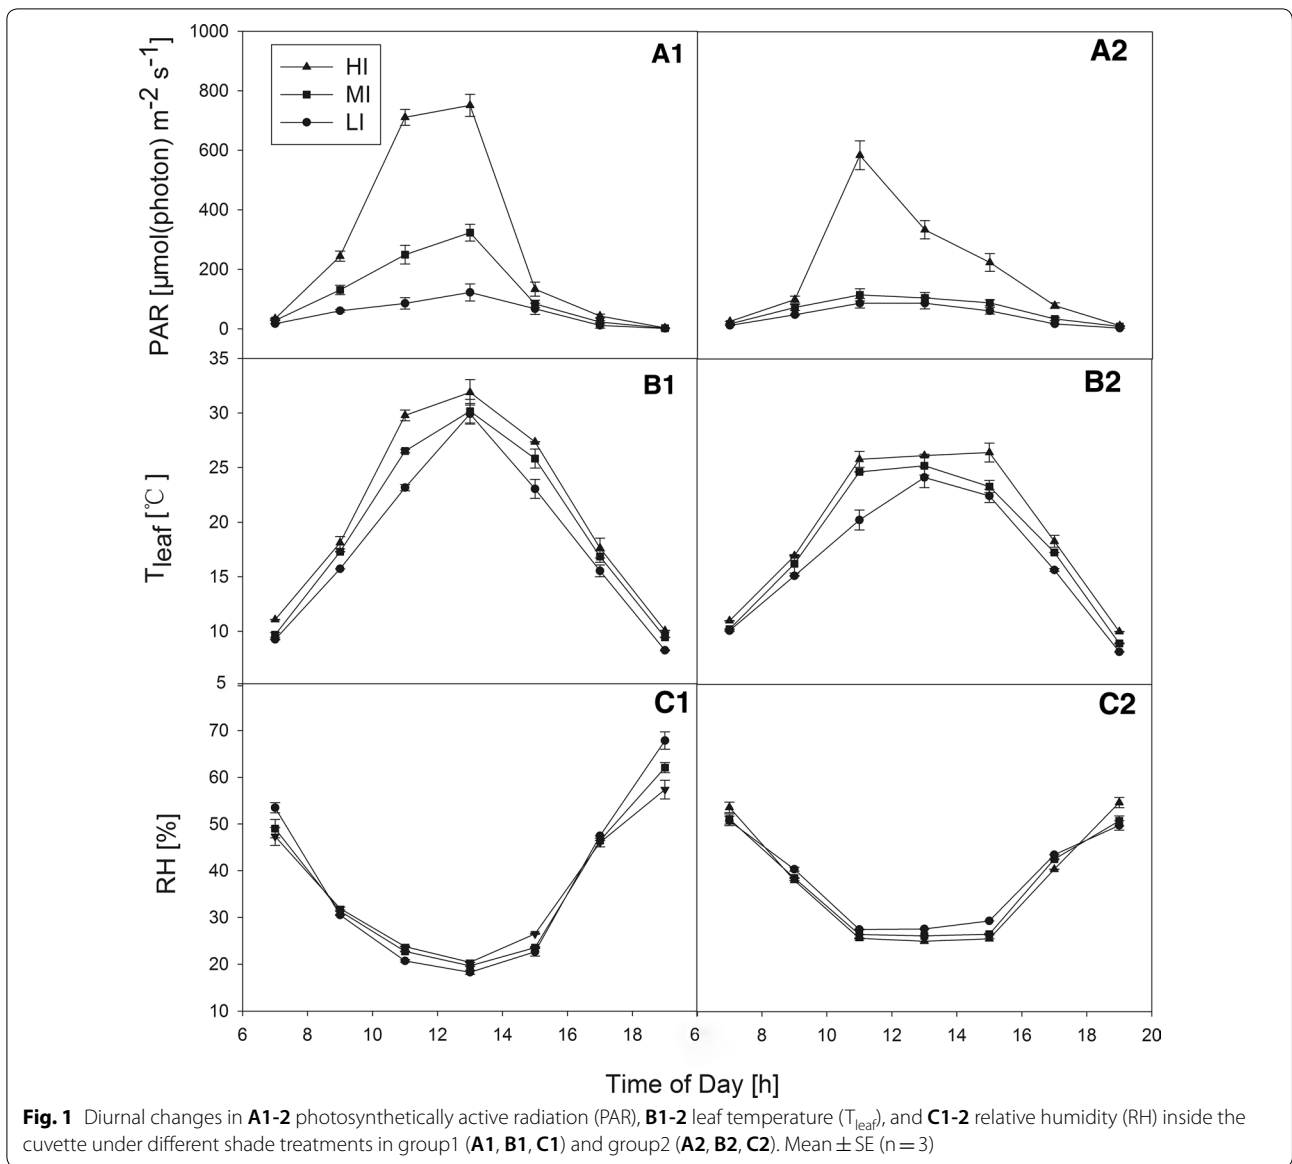 1000
800
600
400
200
0
PAR [µmol(photon) m⁻² s⁻¹]
HI
MI
LI
A1
A2
35
30
25
20
15
10
5
T_leaf [℃]
B1
B2
70
60
50
40
30
20
10
RH [%]
C1
C2
6 8 10 12 14 16 18 6 8 10 12 14 16 18 20
Time of Day [h]
Fig. 1 Diurnal changes in A1-2 photosynthetically active radiation (PAR), B1-2 leaf temperature (T_leaf), and C1-2 relative humidity (RH) inside the
cuvette under different shade treatments in group1 (A1, B1, C1) and group2 (A2, B2, C2). Mean ± SE (n = 3)